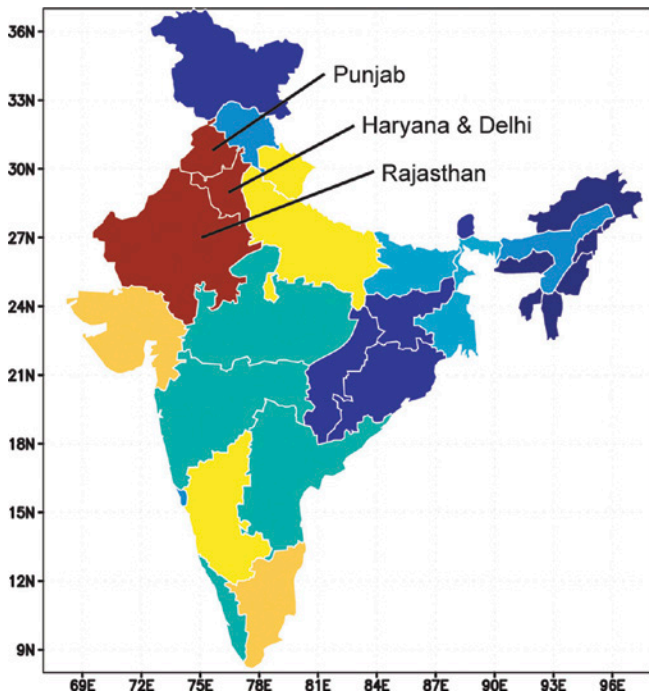 36N
Punjab
33N
Haryana & Delhi
30N
Rajasthan
27N
24N
21N
18N
15N
12N
9N
69E 72E 75E 78E 81E 84E 87E 90E 93E 96E